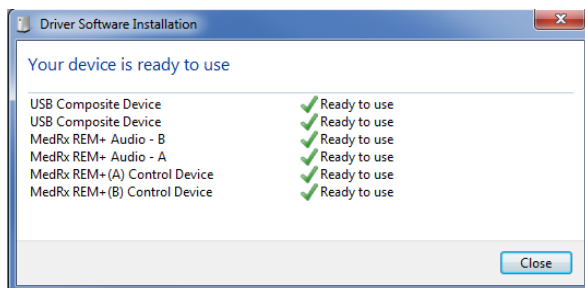 Driver Software Installation
Your device is ready to use
USB Composite Device Ready to use
USB Composite Device Ready to use
MedRx REM+ Audio - B Ready to use
MedRx REM+ Audio - A Ready to use
MedRx REM+(A) Control Device Ready to use
MedRx REM+(B) Control Device Ready to use
Close